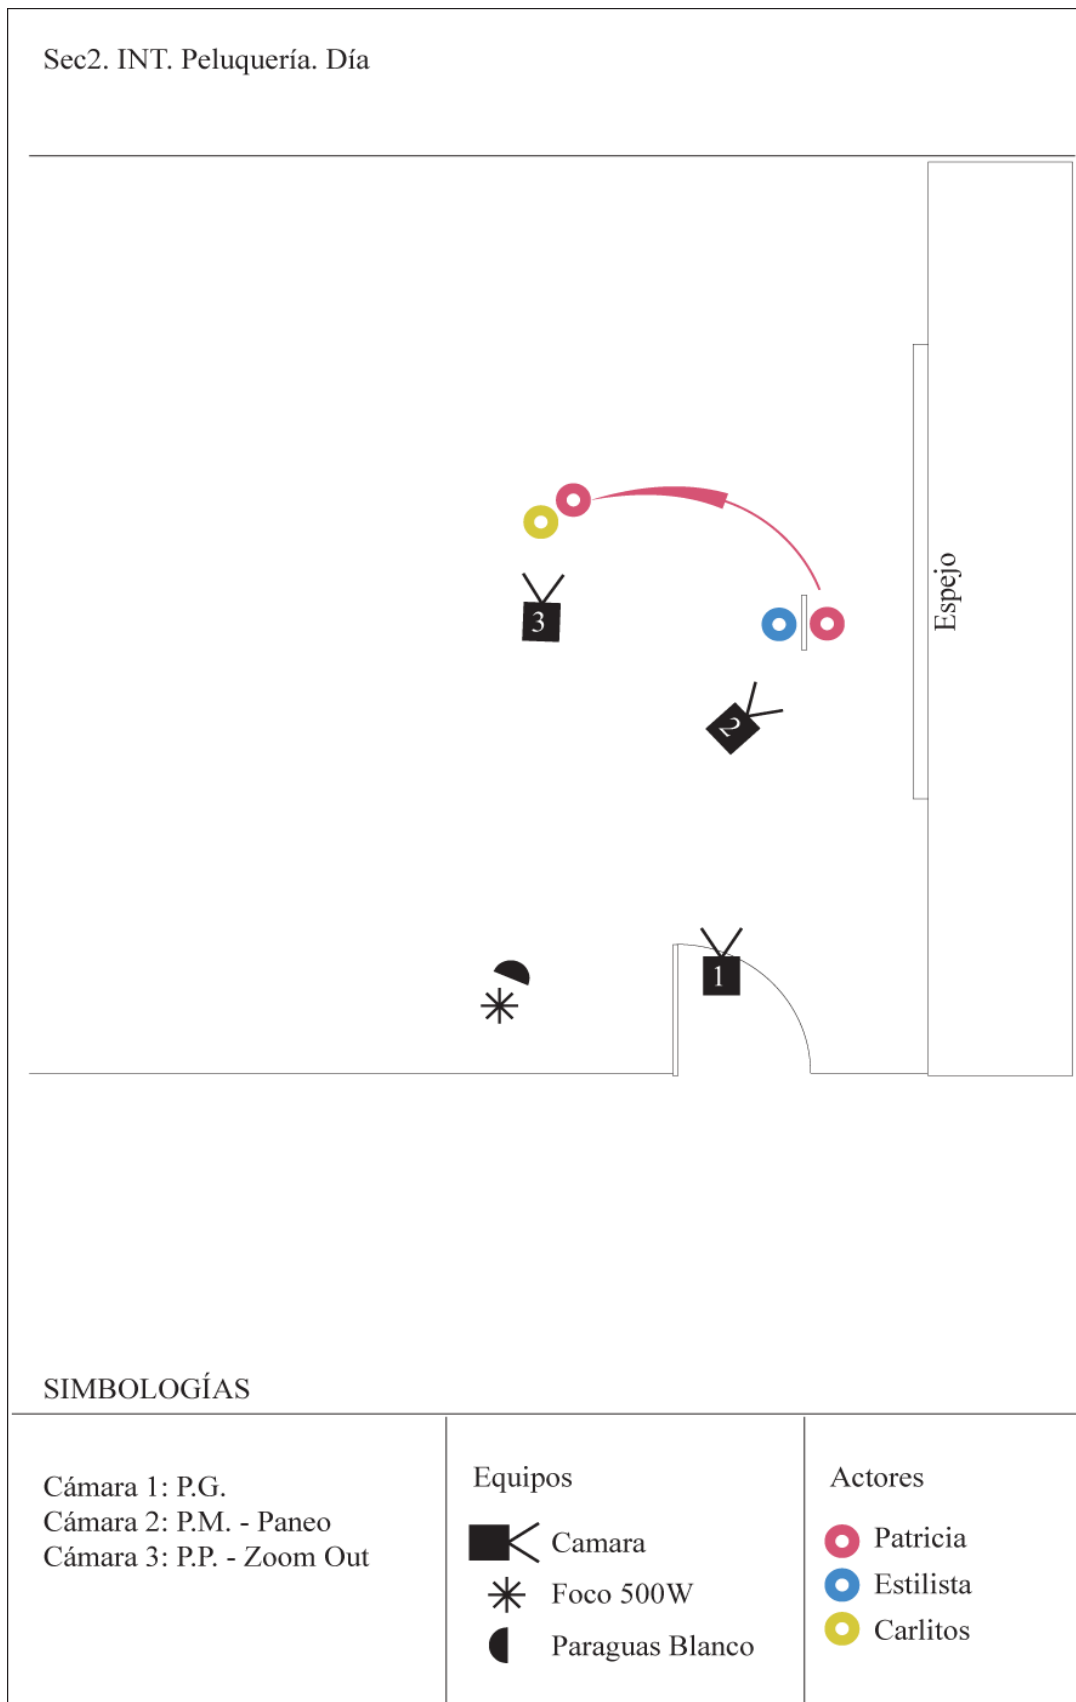 Sec2. INT. Peluquería. Día
Espejo
3
2
1
SIMBOLOGÍAS
Cámara 1: P.G.
Cámara 2: P.M. - Paneo
Cámara 3: P.P. - Zoom Out
Equipos
Camara
Foco 500W
Paraguas Blanco
Actores
Patricia
Estilista
Carlitos